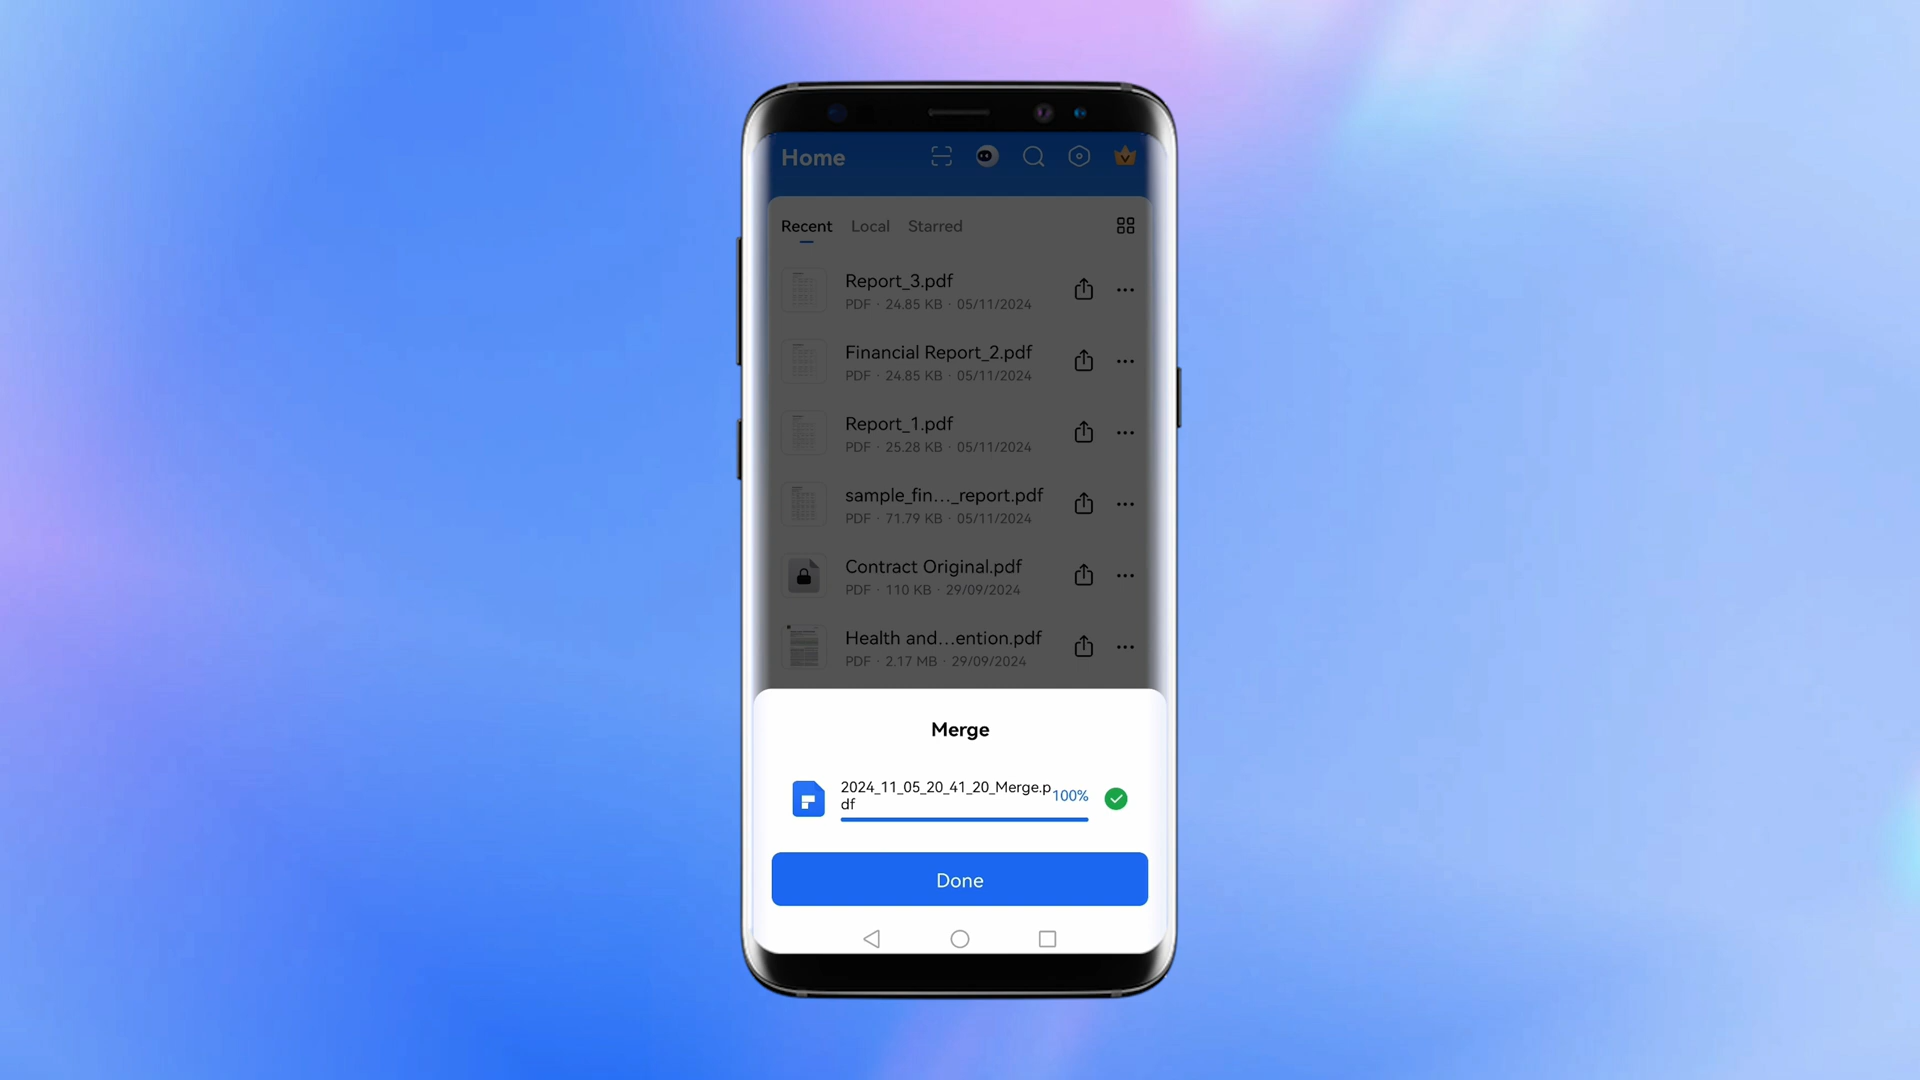 Home
Recent Local Starred
Report_3.pdf
PDF · 24.85 KB · 05/11/2024
Financial Report_2.pdf
PDF · 24.85 KB · 05/11/2024
Report_1.pdf
PDF · 25.28 KB · 05/11/2024
sample_fin..._report.pdf
PDF · 71.79 KB · 05/11/2024
Contract Original.pdf
PDF · 110 KB · 29/09/2024
Health and...ention.pdf
PDF · 2.17 MB · 29/09/2024
Merge
2024_11_05_20_41_20_Merge.p
df
100%
Done